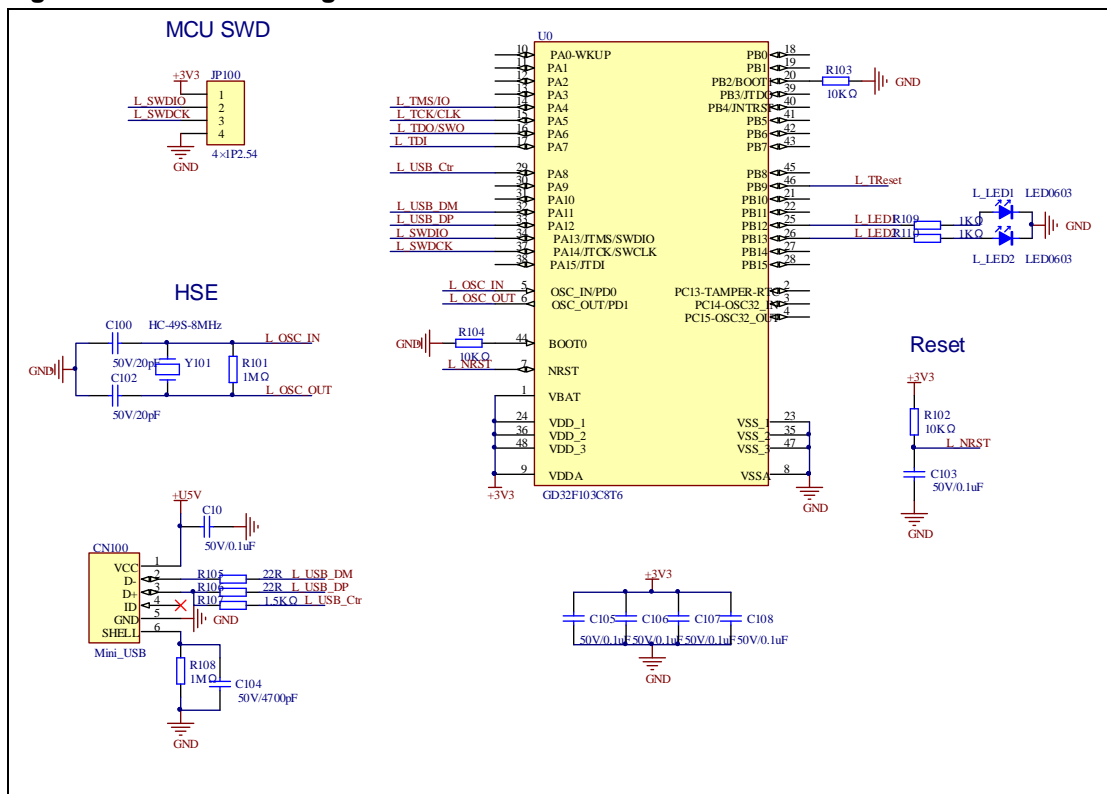 MCU SWD
+3V3
JP100
1
L_SWDIO 2
L_SWDCK 3
4
GND
4×1P2.54
U0
10 PA0-WKUP
11 PA1
12 PA2
13 PA3
L_TMS/IO 14 PA4
L_TCK/CLK 15 PA5
L_TDO/SWO 16 PA6
L_TDI 17 PA7
L_USB_Ctr 29 PA8
30 PA9
31 PA10
L_USB_DM 32 PA11
L_USB_DP 33 PA12
L_SWDIO 34 PA13/JTMS/SWDIO
L_SWDCK 37 PA14/JTCK/SWCLK
38 PA15/JTDI
L_OSC_IN 5 OSC_IN/PD0
L_OSC_OUT 6 OSC_OUT/PD1
GND R104 10KΩ 44 BOOT0
L_NRST 7 NRST
1 VBAT
24 VDD_1
36 VDD_2
48 VDD_3
9 VDDA
+3V3
GD32F103C8T6
PB0 18
PB1 19
PB2/BOOT1 20 R103 10KΩ GND
PB3/JTDO 39
PB4/JNTRST 40
PB5 41
PB6 42
PB7 43
PB8 45
PB9 46 L_TReset
PB10 21
PB11 22
PB12 25 L_LED1 R109 1KΩ
PB13 26 L_LED2 R110 1KΩ
PB14 27
PB15 28
L_LED1 LED0603
GND
L_LED2 LED0603
PC13-TAMPER-RTC 2
PC14-OSC32_IN 3
PC15-OSC32_OUT 4
VSS_1 23
VSS_2 35
VSS_3 47
VSSA 8
GND
HSE
C100 HC-49S-8MHz
L_OSC_IN
50V/20pF Y101 R101
GND
C102 1MΩ
L_OSC_OUT
50V/20pF
Reset
+3V3
R102
10KΩ
L_NRST
C103
50V/0.1uF
GND
+U5V
C10
50V/0.1uF
CN100
VCC 1
D- 2 R105 22R L_USB_DM
D+ 3 R106 22R L_USB_DP
ID 4 R107 1.5KΩ L_USB_Ctr
GND 5 GND
SHELL 6
Mini_USB
R108
1MΩ C104
50V/4700pF
GND
+3V3
C105 C106 C107 C108
50V/0.1uF 50V/0.1uF 50V/0.1uF 50V/0.1uF
GND